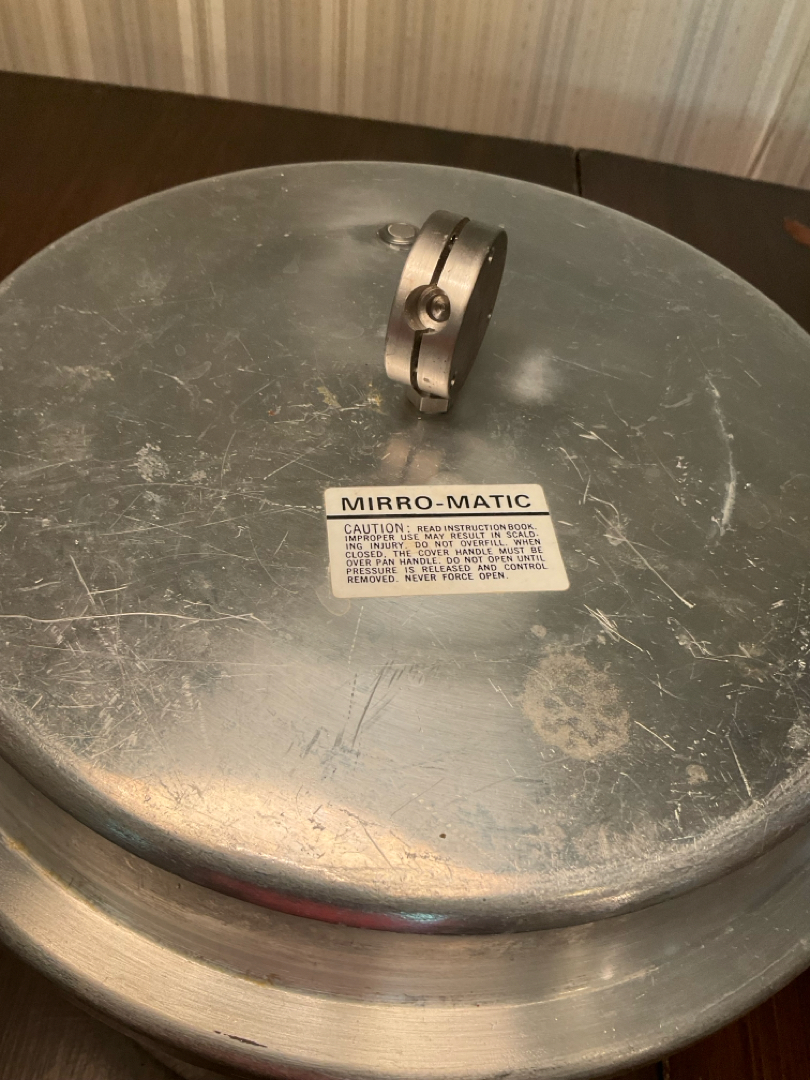 MIRRO-MATIC
CAUTION: READ INSTRUCTION BOOK.
IMPROPER USE MAY RESULT IN SCALD-
ING INJURY. DO NOT OVERFILL. WHEN
CLOSED, THE COVER HANDLE MUST BE
OVER PAN HANDLE. DO NOT OPEN UNTIL
PRESSURE IS RELEASED AND CONTROL
REMOVED. NEVER FORCE OPEN.